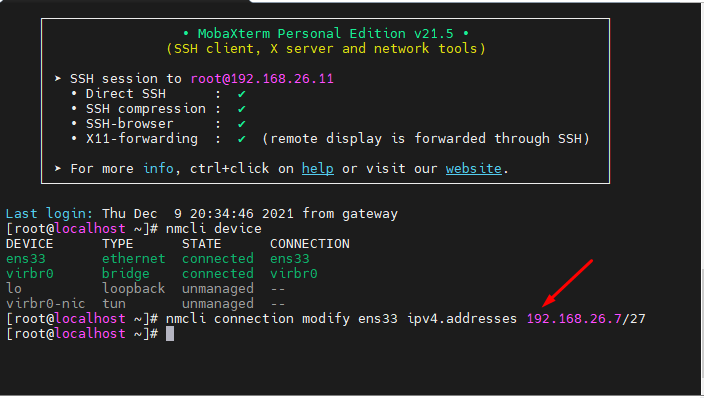 • MobaXterm Personal Edition v21.5 •
(SSH client, X server and network tools)
➤ SSH session to root@192.168.26.11
• Direct SSH : ✔
• SSH compression : ✔
• SSH-browser : ✔
• X11-forwarding : ✔ (remote display is forwarded through SSH)
➤ For more info, ctrl+click on help or visit our website.
Last login: Thu Dec  9 20:34:46 2021 from gateway
[root@localhost ~]# nmcli device
DEVICE TYPE STATE CONNECTION
ens33 ethernet connected ens33
virbr0 bridge connected virbr0
lo loopback unmanaged --
virbr0-nic tun unmanaged --
[root@localhost ~]# nmcli connection modify ens33 ipv4.addresses 192.168.26.7/27
[root@localhost ~]#